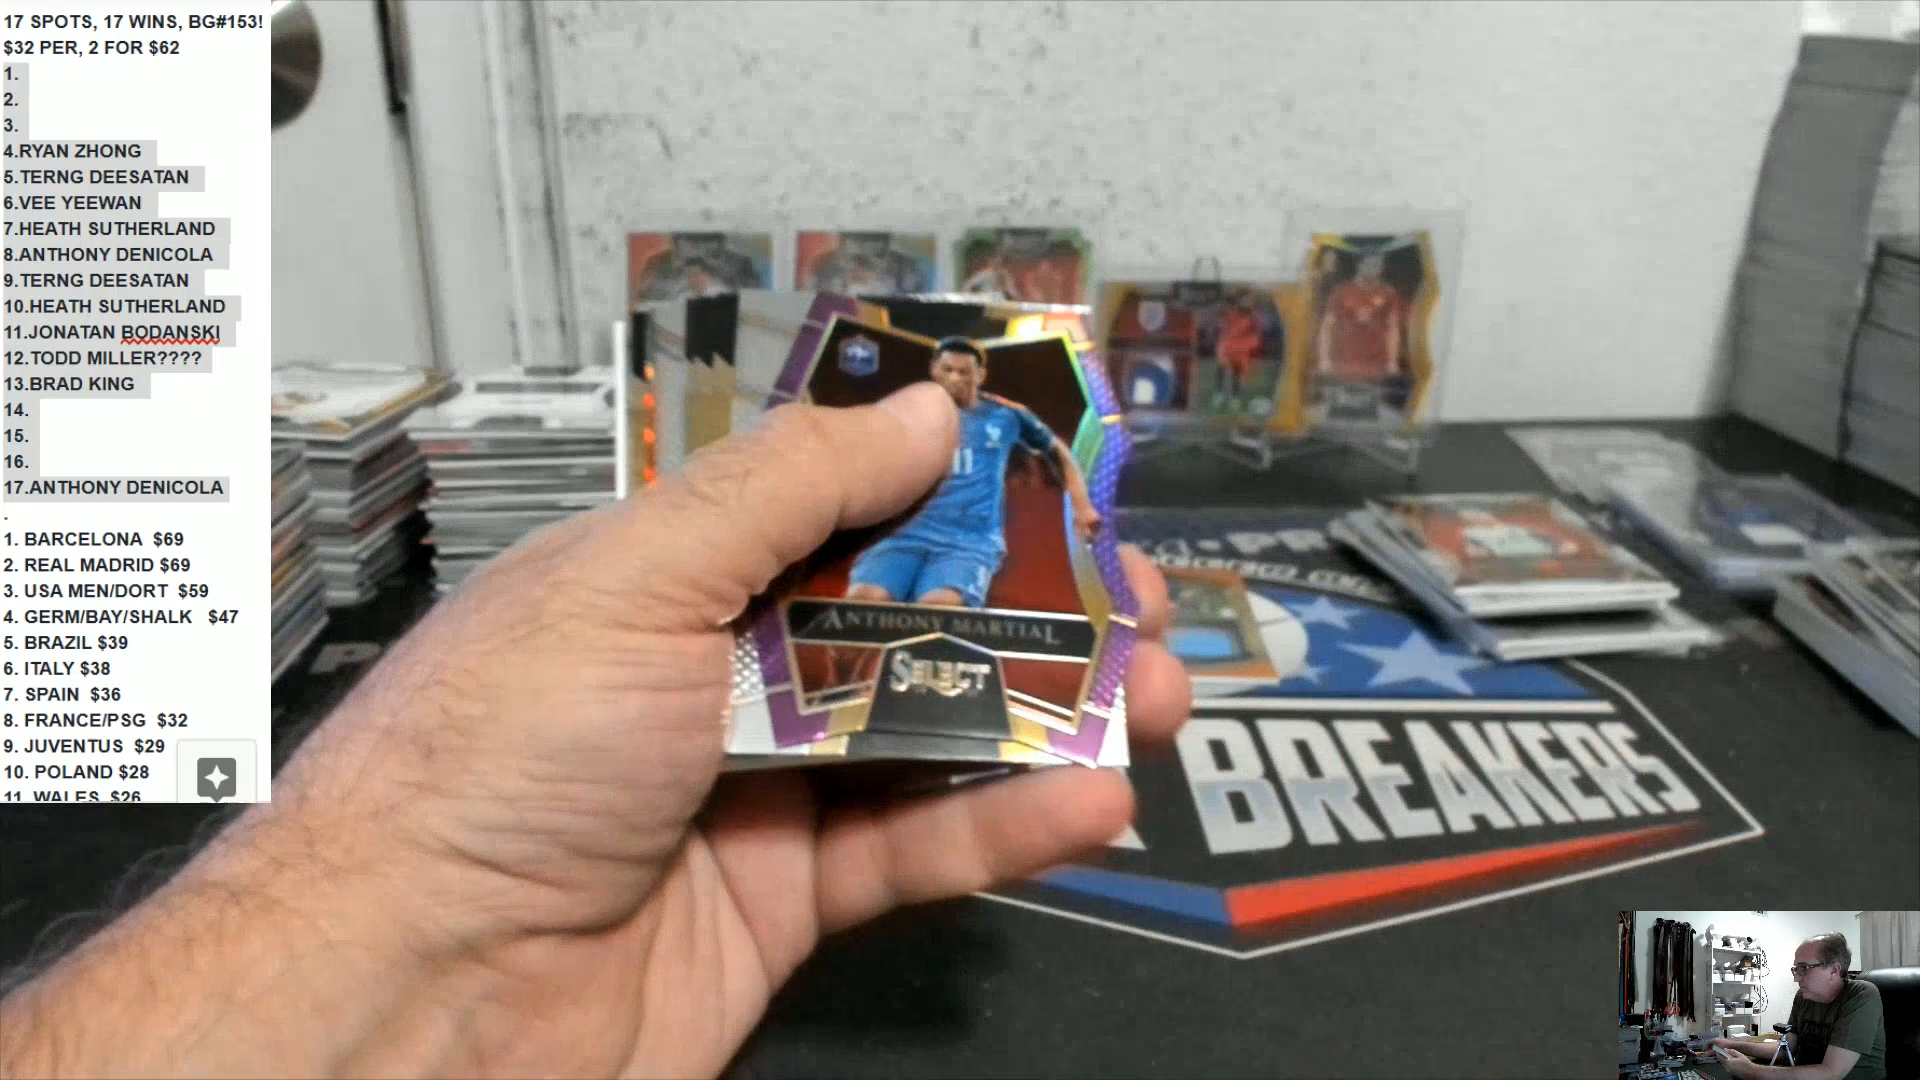 17 SPOTS, 17 WINS, BG#153!
$32 PER, 2 FOR $62
1.
2.
3.
4.RYAN ZHONG
5.TERNG DEESATAN
6.VEE YEEWAN
7.HEATH SUTHERLAND
8.ANTHONY DENICOLA
9.TERNG DEESATAN
10.HEATH SUTHERLAND
11.JONATAN BODANSKI
12.TODD MILLER????
13.BRAD KING
14.
15.
16.
17.ANTHONY DENICOLA
.
1. BARCELONA $69
2. REAL MADRID $69
3. USA MEN/DORT $59
4. GERM/BAY/SHALK $47
5. BRAZIL $39
6. ITALY $38
7. SPAIN $36
8. FRANCE/PSG $32
9. JUVENTUS $29
10. POLAND $28
11. WALES $26
11
ANTHONY MARTIAL
SELECT
BREAKERS